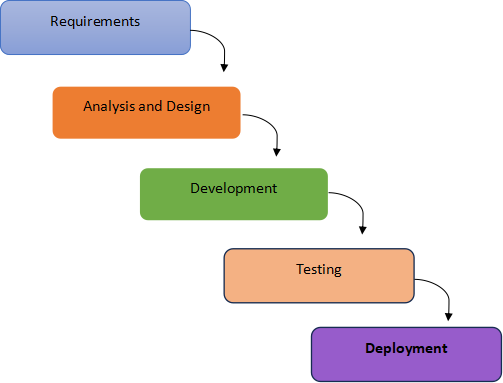 Requirements
Analysis and Design
Development
Testing
Deployment